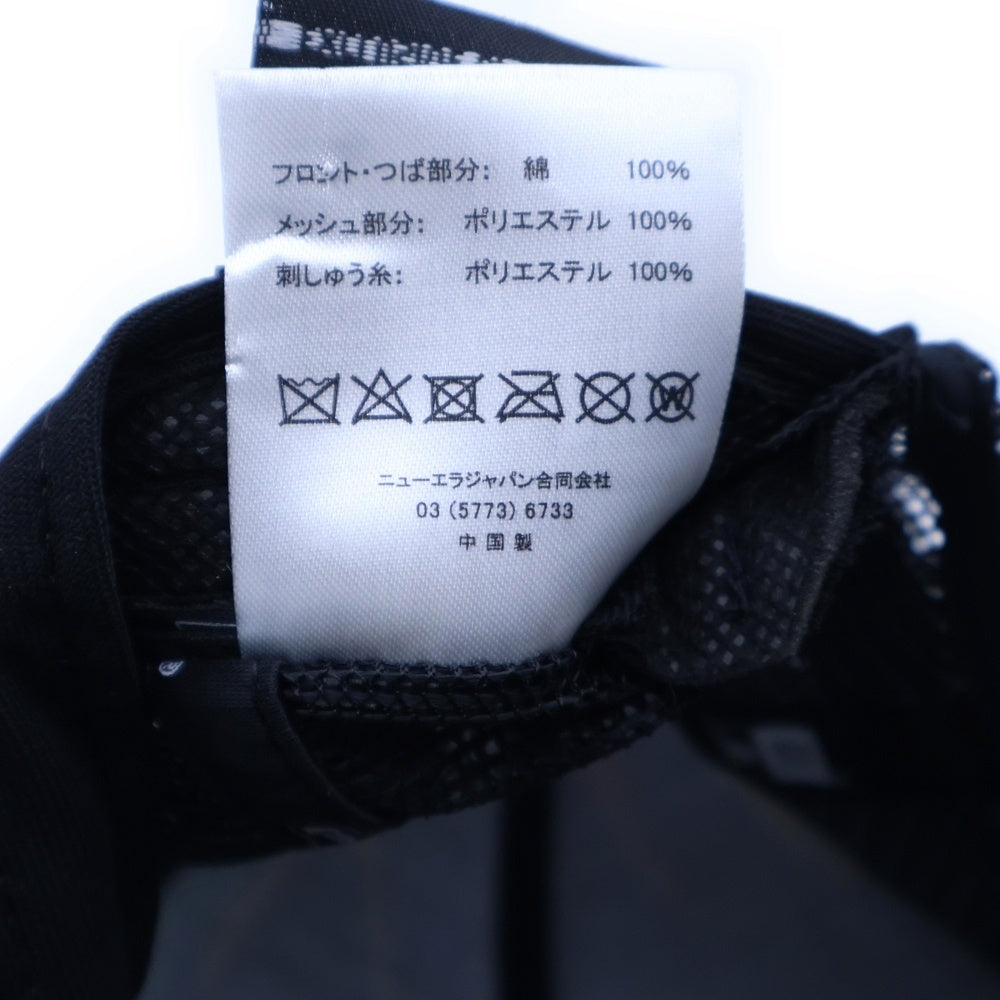 フロント・つば部分: 綿 100%
メッシュ部分: ポリエステル 100%
刺しゅう糸: ポリエステル 100%
W
ニューエラジャパン合同会社
03 (5773) 6733
中国製